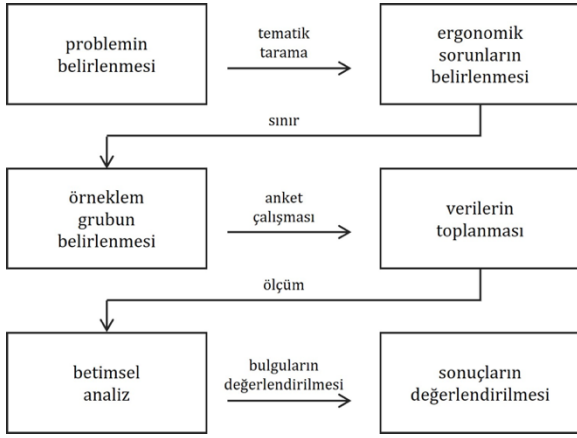 problemin
belirlenmesi
tematik
tarama
ergonomik
sorunların
belirlenmesi
sınır
örneklem
grubun
belirlenmesi
anket
çalışması
verilerin
toplanması
ölçüm
betimsel
analiz
bulguların
değerlendirilmesi
sonuçların
değerlendirilmesi